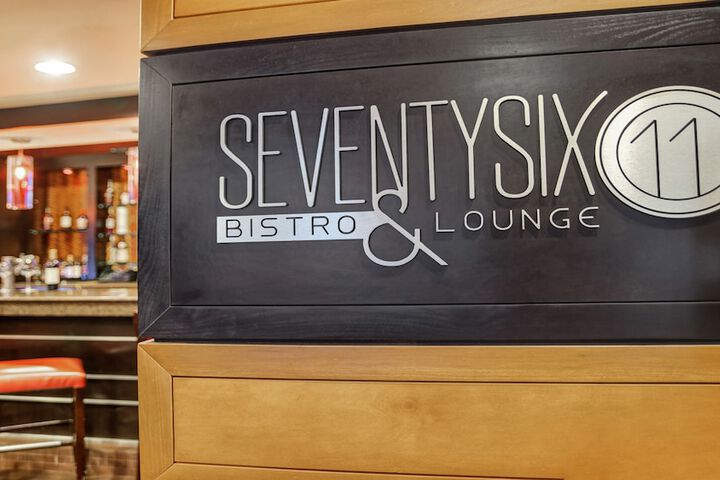 SEVENTYSIX 11
BISTRO & LOUNGE